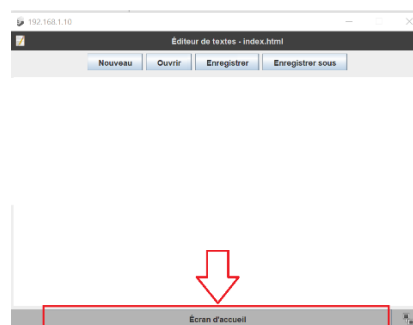 192.168.1.10
Éditeur de textes - index.html
Nouveau Ouvrir Enregistrer Enregistrer sous
Écran d'accueil